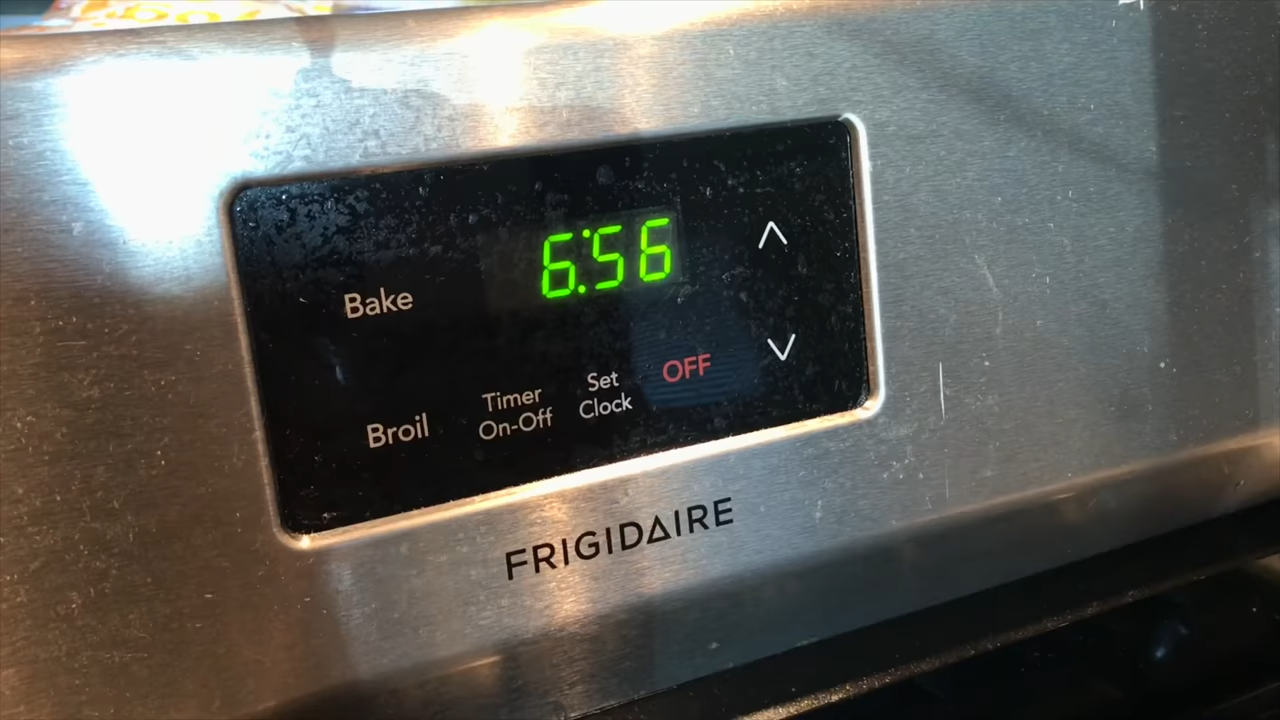 6:56
Bake
Broil
Timer
On-Off
Set
Clock
OFF
FRIGIDAIRE